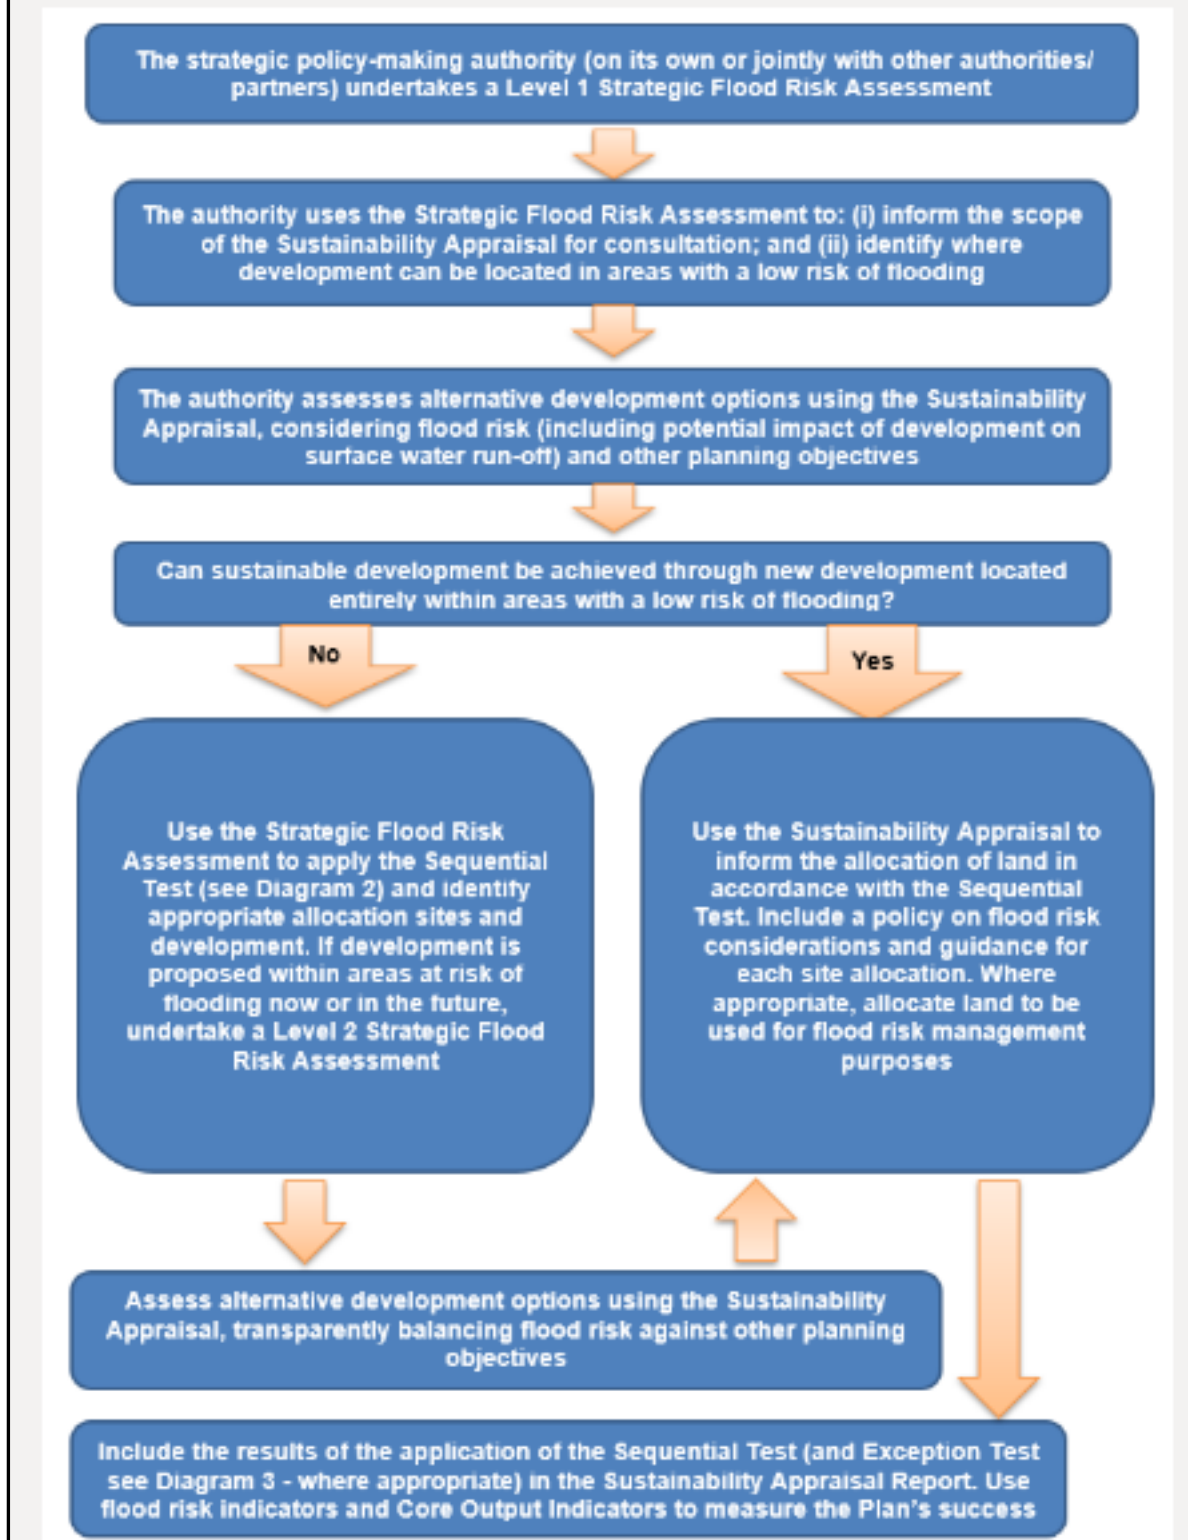 The strategic policy-making authority (on its own or jointly with other authorities/
partners) undertakes a Level 1 Strategic Flood Risk Assessment
The authority uses the Strategic Flood Risk Assessment to: (i) inform the scope
of the Sustainability Appraisal for consultation; and (ii) identify where
development can be located in areas with a low risk of flooding
The authority assesses alternative development options using the Sustainability
Appraisal, considering flood risk (including potential impact of development on
surface water run-off) and other planning objectives
Can sustainable development be achieved through new development located
entirely within areas with a low risk of flooding?
No
Yes
Use the Strategic Flood Risk
Assessment to apply the Sequential
Test (see Diagram 2) and identify
appropriate allocation sites and
development. If development is
proposed within areas at risk of
flooding now or in the future,
undertake a Level 2 Strategic Flood
Risk Assessment
Use the Sustainability Appraisal to
inform the allocation of land in
accordance with the Sequential
Test. Include a policy on flood risk
considerations and guidance for
each site allocation. Where
appropriate, allocate land to be
used for flood risk management
purposes
Assess alternative development options using the Sustainability
Appraisal, transparently balancing flood risk against other planning
objectives
Include the results of the application of the Sequential Test (and Exception Test
see Diagram 3 - where appropriate) in the Sustainability Appraisal Report. Use
flood risk indicators and Core Output Indicators to measure the Plan's success